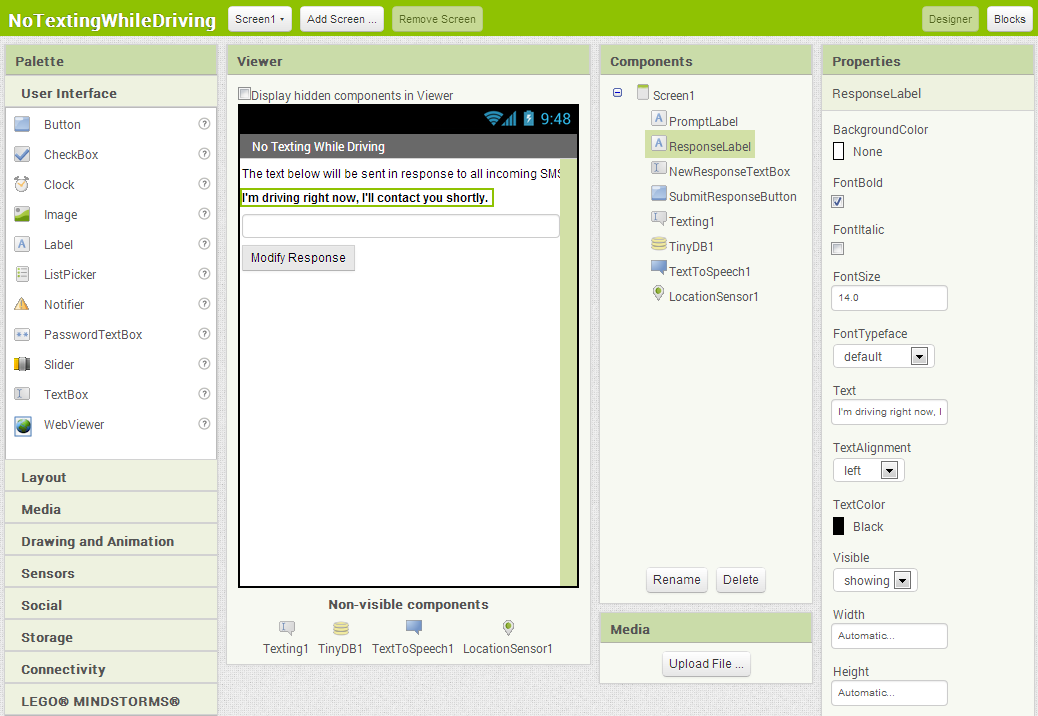 NoTextingWhileDriving
Screen1
Add Screen ...
Remove Screen
Designer
Blocks
Palette
User Interface
Button
?
CheckBox
?
Clock
?
Image
?
Label
?
ListPicker
?
Notifier
?
PasswordTextBox
?
Slider
?
TextBox
?
WebViewer
?
Layout
Media
Drawing and Animation
Sensors
Social
Storage
Connectivity
LEGO® MINDSTORMS®
Viewer
Display hidden components in Viewer
9:48
No Texting While Driving
The text below will be sent in response to all incoming SMS
I'm driving right now, I'll contact you shortly.
Modify Response
Non-visible components
Texting1
TinyDB1
TextToSpeech1
LocationSensor1
Components
Screen1
A PromptLabel
A ResponseLabel
NewResponseTextBox
SubmitResponseButton
Texting1
TinyDB1
TextToSpeech1
LocationSensor1
Rename
Delete
Media
Upload File ...
Properties
ResponseLabel
BackgroundColor
None
FontBold
FontItalic
FontSize
14.0
FontTypeface
default
Text
I'm driving right now, I
TextAlignment
left
TextColor
Black
Visible
showing
Width
Automatic...
Height
Automatic...